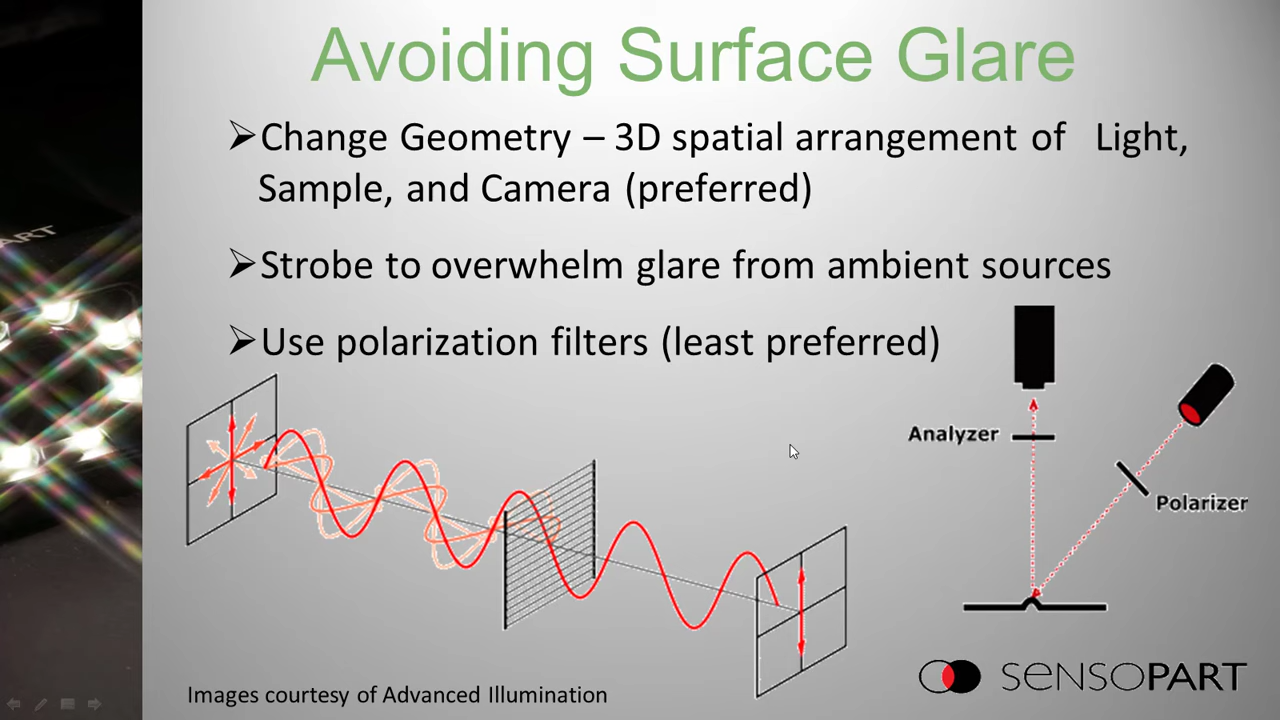 Avoiding Surface Glare
➢Change Geometry – 3D spatial arrangement of Light,
Sample, and Camera (preferred)
➢Strobe to overwhelm glare from ambient sources
➢Use polarization filters (least preferred)
Analyzer
Polarizer
Images courtesy of Advanced Illumination
SENSOPART
ART